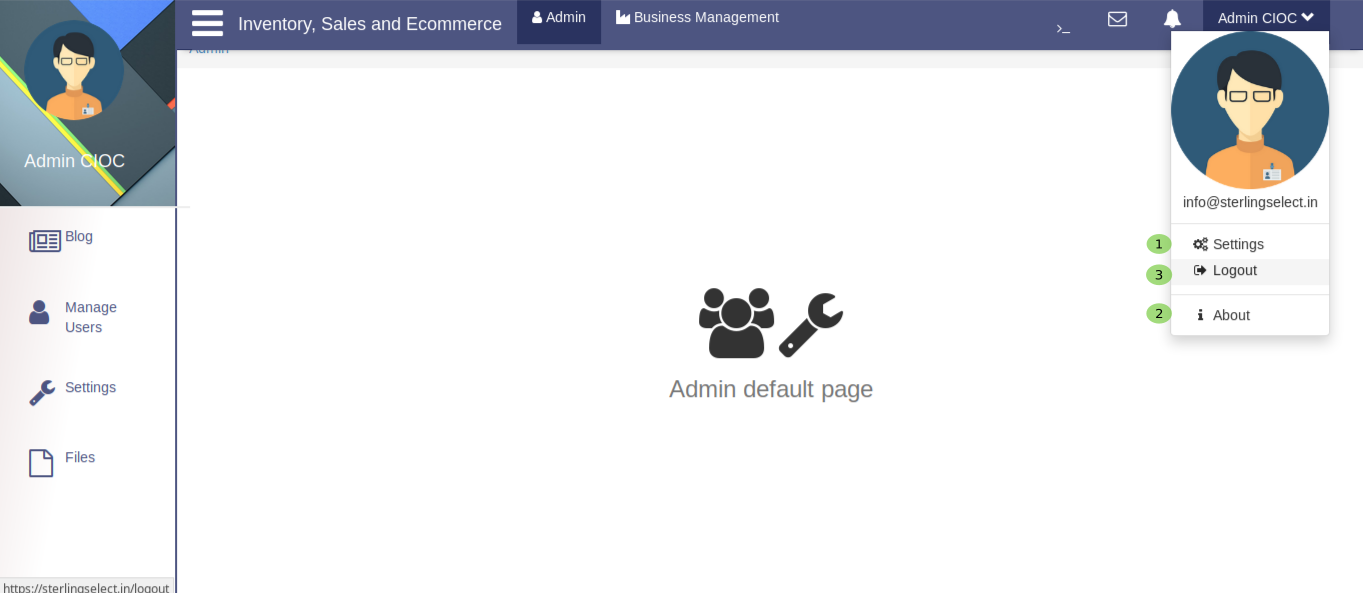 Inventory, Sales and Ecommerce
Admin
Business Management
>_
Admin CIOC
Admin
Admin CIOC
info@sterlingselect.in
1 Settings
3 Logout
2 About
Blog
Manage
Users
Settings
Files
Admin default page
https://sterlingselect.in/logout